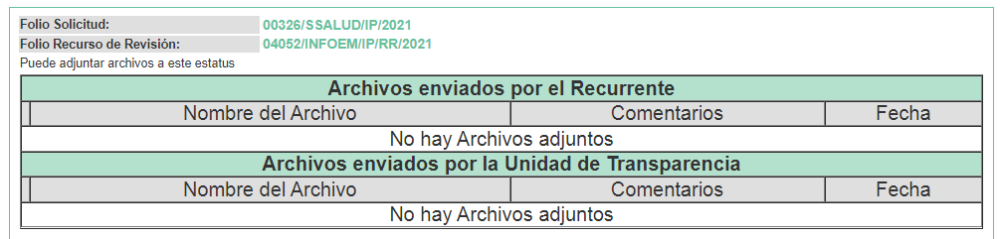 Folio Solicitud: 00326/SSALUD/IP/2021
Folio Recurso de Revisión: 04052/INFOEM/IP/RR/2021
Puede adjuntar archivos a este estatus
Archivos enviados por el Recurrente
Nombre del Archivo Comentarios Fecha
No hay Archivos adjuntos
Archivos enviados por la Unidad de Transparencia
Nombre del Archivo Comentarios Fecha
No hay Archivos adjuntos